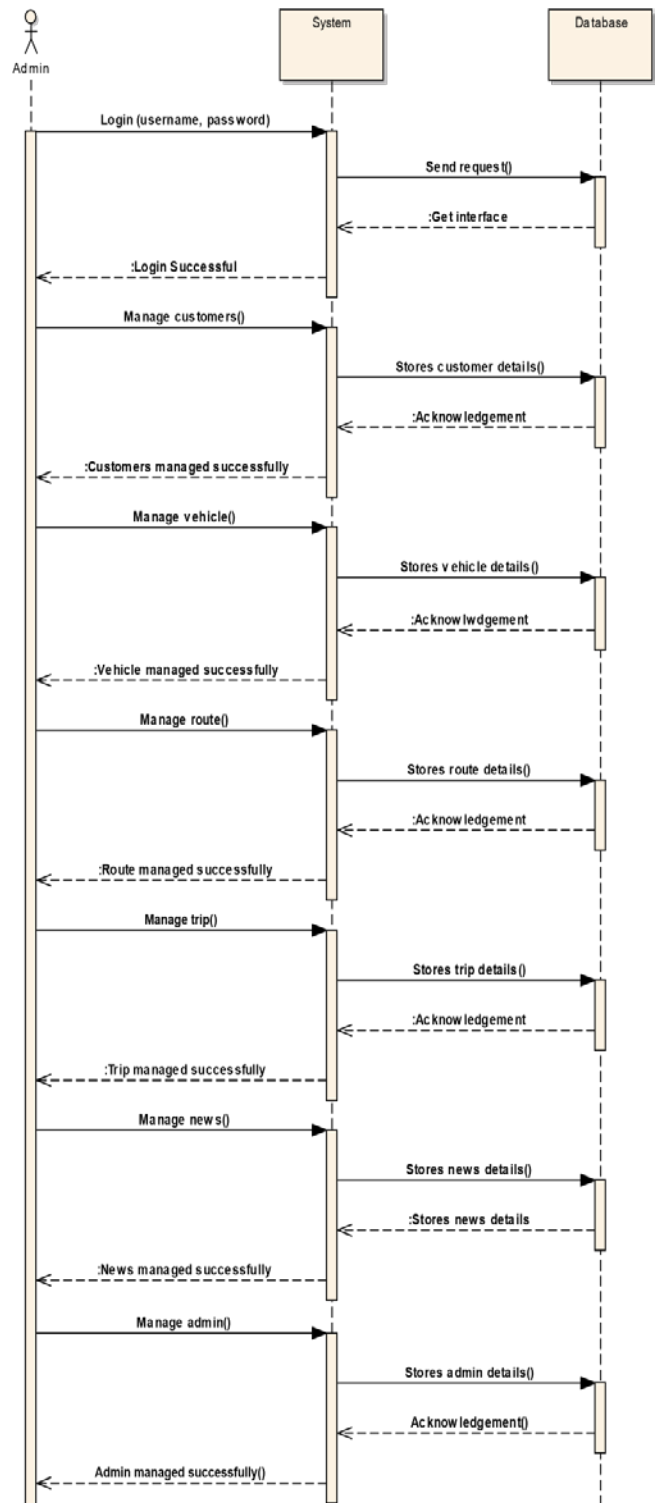 System
Database
Admin
Login (username, password)
Send request()
:Get interface
:Login Successful
Manage customers()
Stores customer details()
:Acknowledgement
:Customers managed successfully
Manage vehicle()
Stores vehicle details()
:Acknowlwdgement
:Vehicle managed successfully
Manage route()
Stores route details()
:Acknowledgement
:Route managed successfully
Manage trip()
Stores trip details()
:Acknowledgement
:Trip managed successfully
Manage news()
Stores news details()
:Stores news details
:News managed successfully
Manage admin()
Stores admin details()
Acknowledgement()
Admin managed successfully()